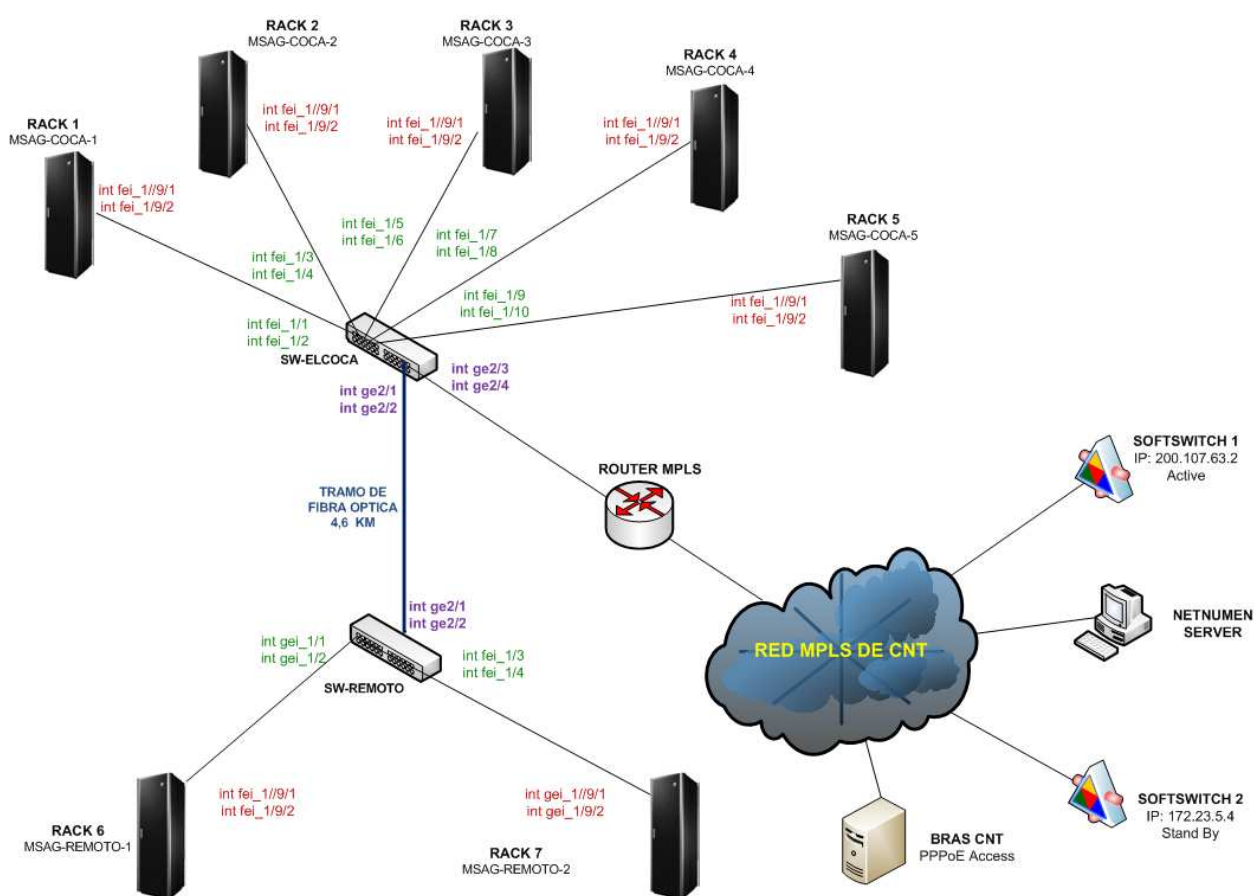 RACK 2
MSAG-COCA-2
RACK 3
MSAG-COCA-3
RACK 4
MSAG-COCA-4
RACK 1
MSAG-COCA-1
int fei_1//9/1
int fei_1/9/2
int fei_1//9/1
int fei_1/9/2
int fei_1//9/1
int fei_1/9/2
int fei_1//9/1
int fei_1/9/2
RACK 5
MSAG-COCA-5
int fei_1//9/1
int fei_1/9/2
int fei_1/5
int fei_1/6
int fei_1/7
int fei_1/8
int fei_1/3
int fei_1/4
int fei_1/9
int fei_1/10
int fei_1/1
int fei_1/2
SW-ELCOCA
int ge2/3
int ge2/4
int ge2/1
int ge2/2
TRAMO DE
FIBRA OPTICA
4,6 KM
ROUTER MPLS
SOFTSWITCH 1
IP: 200.107.63.2
Active
NETNUMEN
SERVER
RED MPLS DE CNT
int ge2/1
int ge2/2
int gei_1/1
int gei_1/2
int fei_1/3
int fei_1/4
SW-REMOTO
int fei_1//9/1
int fei_1/9/2
int gei_1//9/1
int gei_1/9/2
RACK 6
MSAG-REMOTO-1
RACK 7
MSAG-REMOTO-2
BRAS CNT
PPPoE Access
SOFTSWITCH 2
IP: 172.23.5.4
Stand By